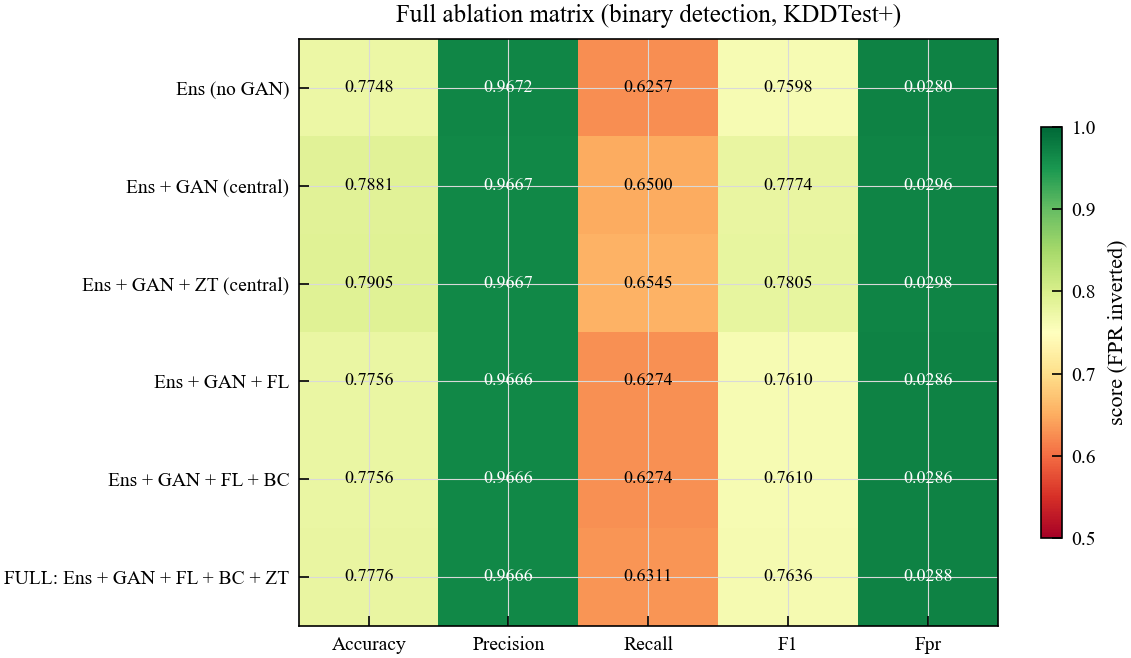 Full ablation matrix (binary detection, KDDTest+)
Ens (no GAN) 0.7748 0.9672 0.6257 0.7598 0.0280
Ens + GAN (central) 0.7881 0.9667 0.6500 0.7774 0.0296
Ens + GAN + ZT (central) 0.7905 0.9667 0.6545 0.7805 0.0298
Ens + GAN + FL 0.7756 0.9666 0.6274 0.7610 0.0286
Ens + GAN + FL + BC 0.7756 0.9666 0.6274 0.7610 0.0286
FULL: Ens + GAN + FL + BC + ZT 0.7776 0.9666 0.6311 0.7636 0.0288
Accuracy Precision Recall F1 Fpr
1.0
0.9
0.8
0.7
0.6
0.5
score (FPR inverted)